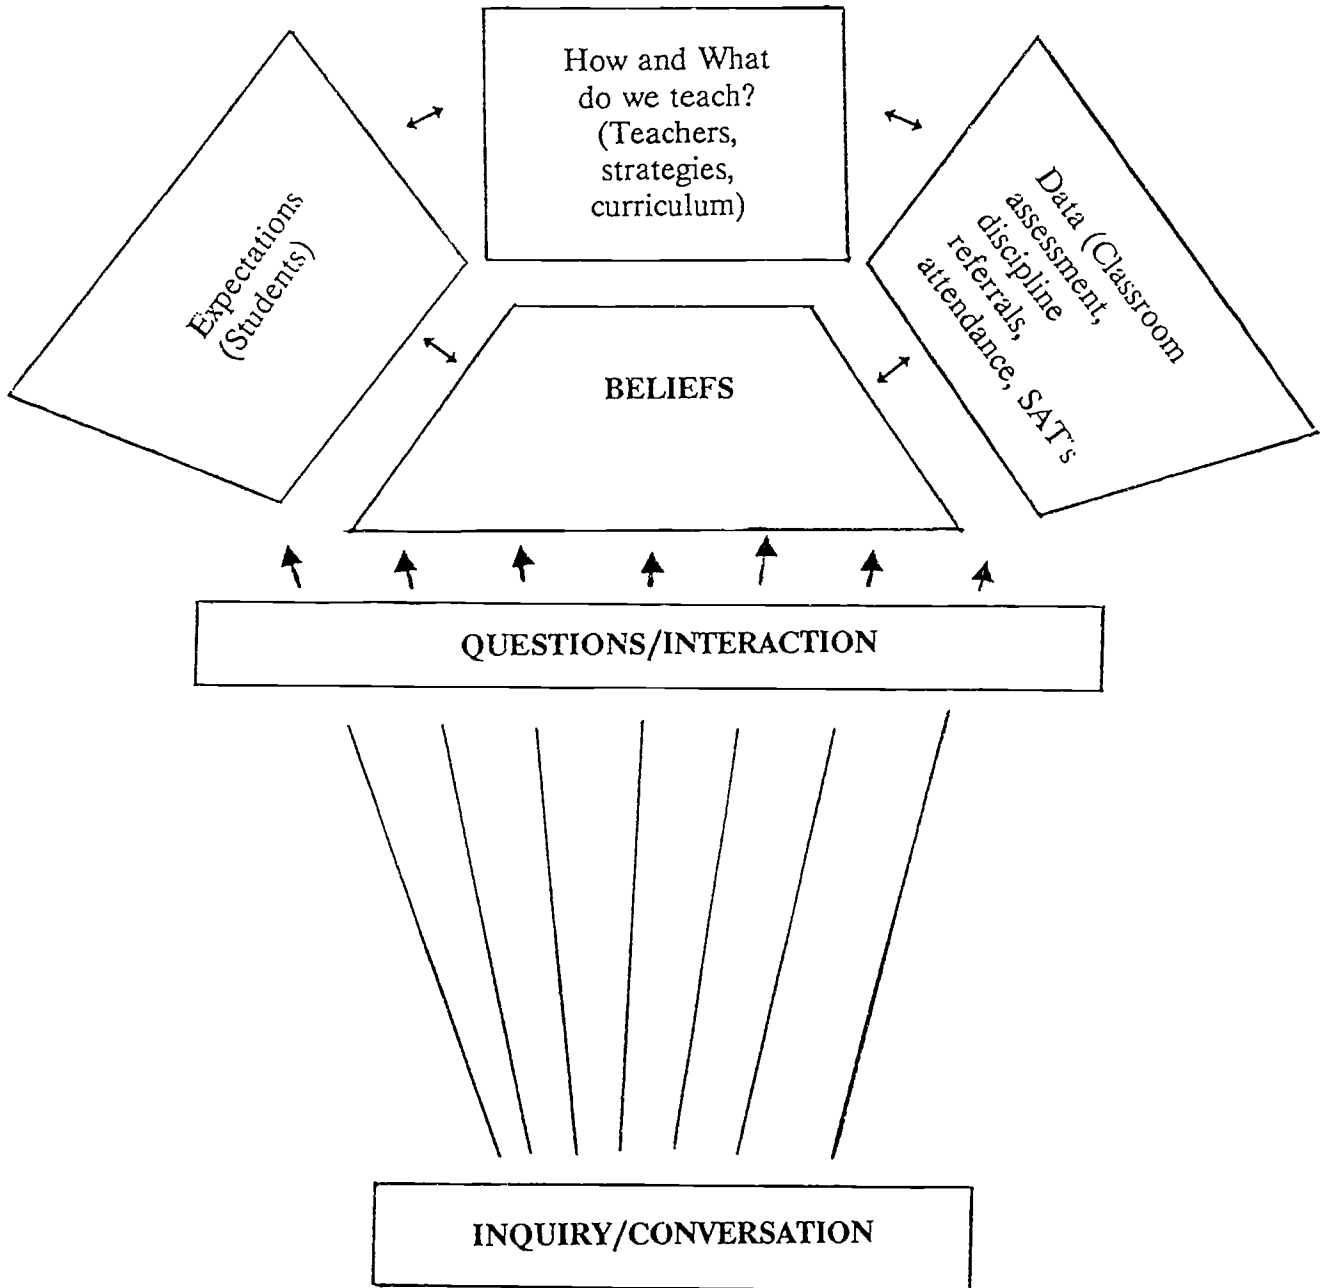 How and What
do we teach?
(Teachers,
strategies,
curriculum)
Expectations
(Students)
Data (Classroom
assessment,
discipline
referrals,
attendance, SAT's
BELIEFS
QUESTIONS/INTERACTION
INQUIRY/CONVERSATION